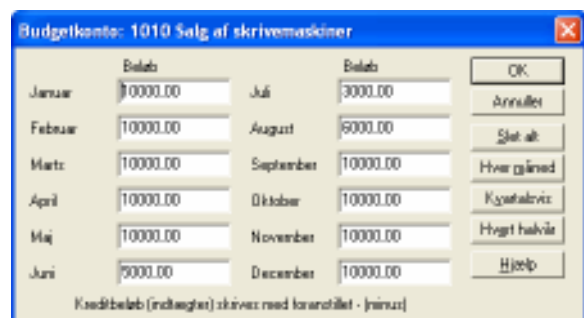 Budgetkonto: 1010 Salg af skrivemaskiner
Beløb Beløb
Januar 10000.00 Juli 3000.00
Februar 10000.00 August 6000.00
Marts 10000.00 September 10000.00
April 10000.00 Oktober 10000.00
Maj 10000.00 November 10000.00
Juni 5000.00 December 10000.00
OK
Annuller
Slet alt
Hver måned
Kvartalsvis
Hvert halvår
Hjælp
Kreditbeløb (indtægter) skrives med foranstillet - (minus)